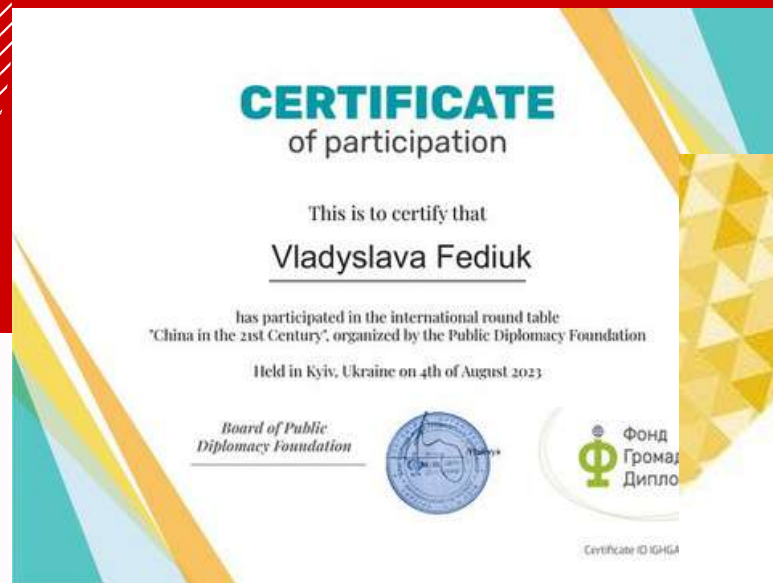 CERTIFICATE
of participation
This is to certify that
Vladyslava Fediuk
has participated in the international round table
"China in the 21st Century", organized by the Public Diplomacy Foundation
Held in Kyiv, Ukraine on 4th of August 2023
Board of Public
Diplomacy Foundation
Фонд
Громад
Дипло
Certificate ID IGHGA